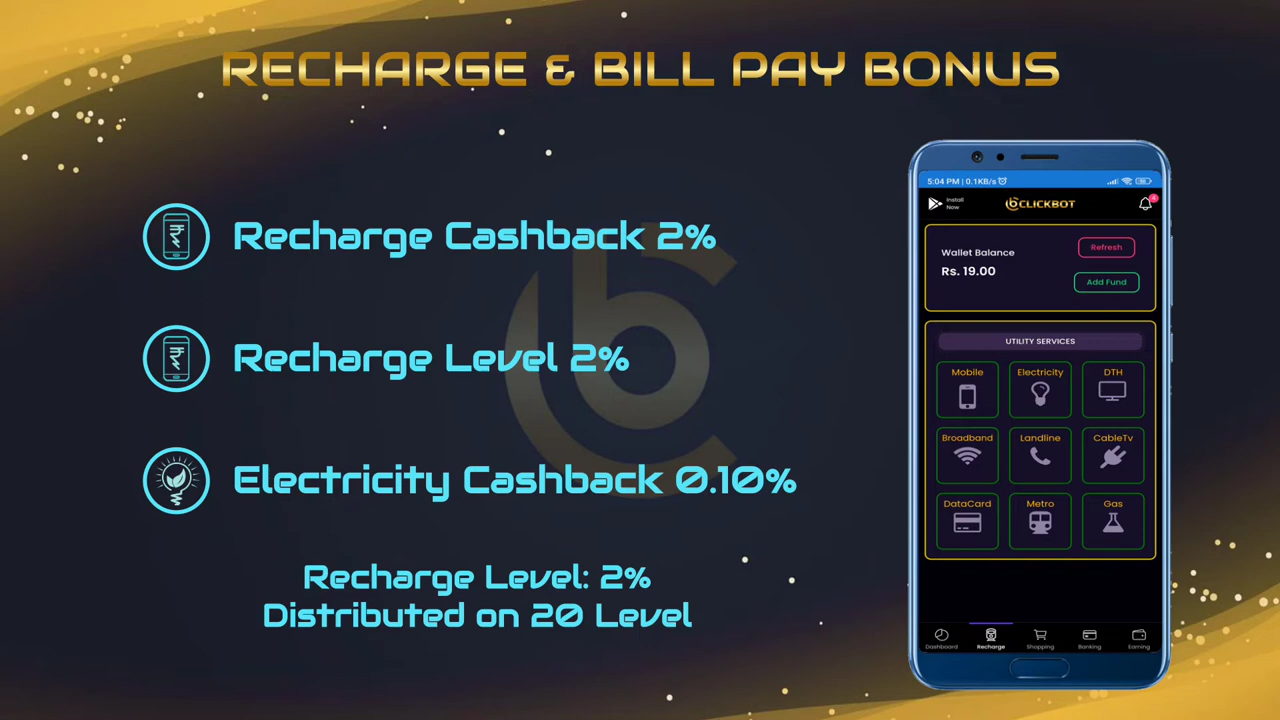 RECHARGE & BILL PAY BONUS
Recharge Cashback 2%
Recharge Level 2%
Electricity Cashback 0.10%
Recharge Level: 2%
Distributed on 20 Level
5:04 PM | 0.1KB/s
Install
Now
CLICKBOT
4
Wallet Balance
Refresh
Rs. 19.00
Add Fund
UTILITY SERVICES
Mobile Electricity DTH
Broadband Landline CableTv
DataCard Metro Gas
Dashboard Recharge Shopping Banking Earning